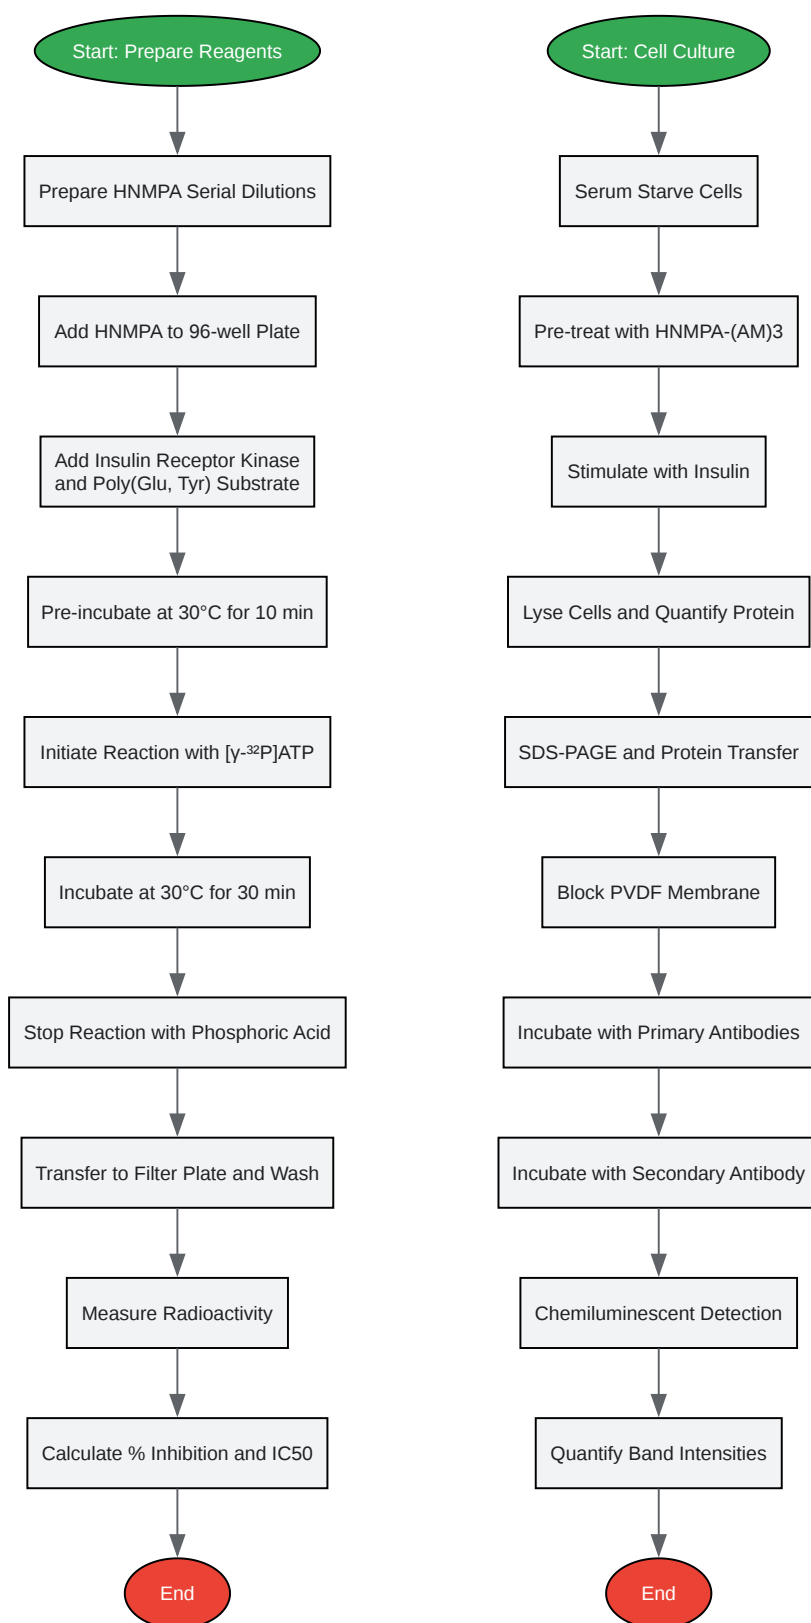 Start: Prepare Reagents
Prepare HNMPA Serial Dilutions
Add HNMPA to 96-well Plate
Add Insulin Receptor Kinase
and Poly(Glu, Tyr) Substrate
Pre-incubate at 30°C for 10 min
Initiate Reaction with [γ-³²P]ATP
Incubate at 30°C for 30 min
Stop Reaction with Phosphoric Acid
Transfer to Filter Plate and Wash
Measure Radioactivity
Calculate % Inhibition and IC50
End
Start: Cell Culture
Serum Starve Cells
Pre-treat with HNMPA-(AM)3
Stimulate with Insulin
Lyse Cells and Quantify Protein
SDS-PAGE and Protein Transfer
Block PVDF Membrane
Incubate with Primary Antibodies
Incubate with Secondary Antibody
Chemiluminescent Detection
Quantify Band Intensities
End